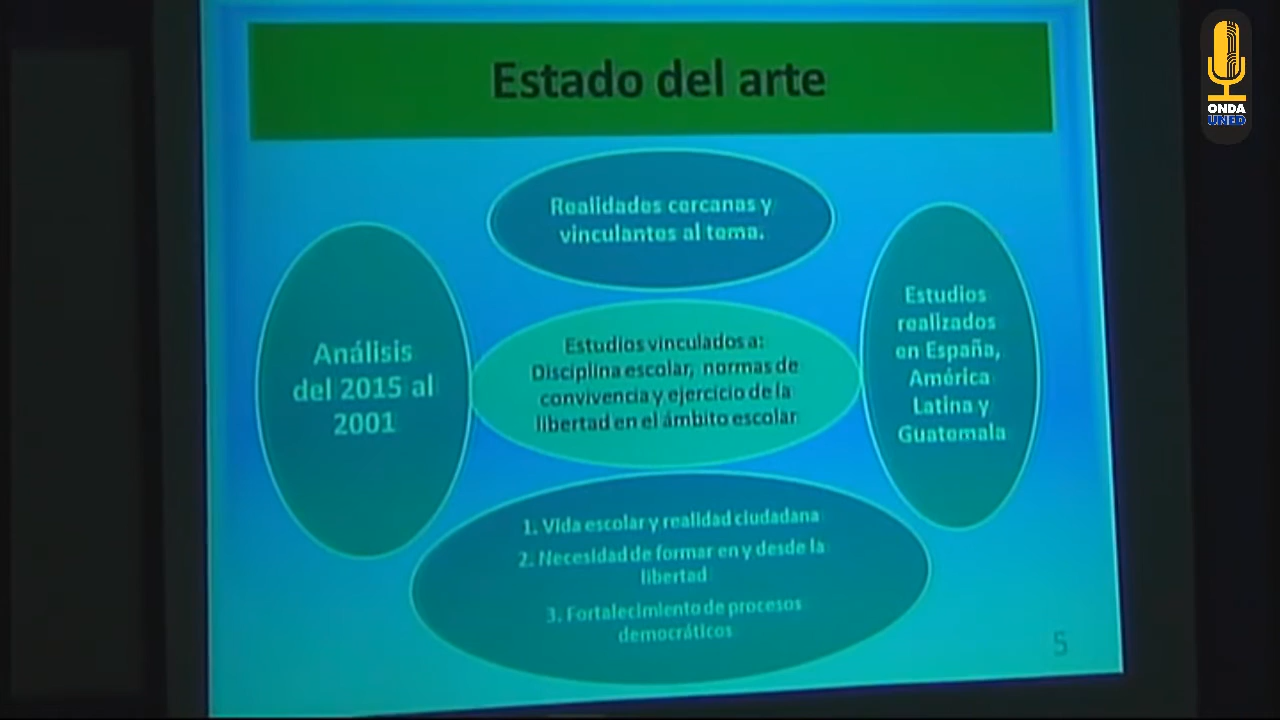 Estado del arte
Realidades cercanas y
vinculantes al tema.
Análisis
del 2015 al
2001
Estudios vinculados a:
Disciplina escolar, normas de
convivencia y ejercicio de la
libertad en el ámbito escolar
Estudios
realizados
en España,
América
Latina y
Guatemala
1. Vida escolar y realidad ciudadana
2. Necesidad de formar en y desde la
libertad
3. Fortalecimiento de procesos
democráticos
5
ONDA
UNED